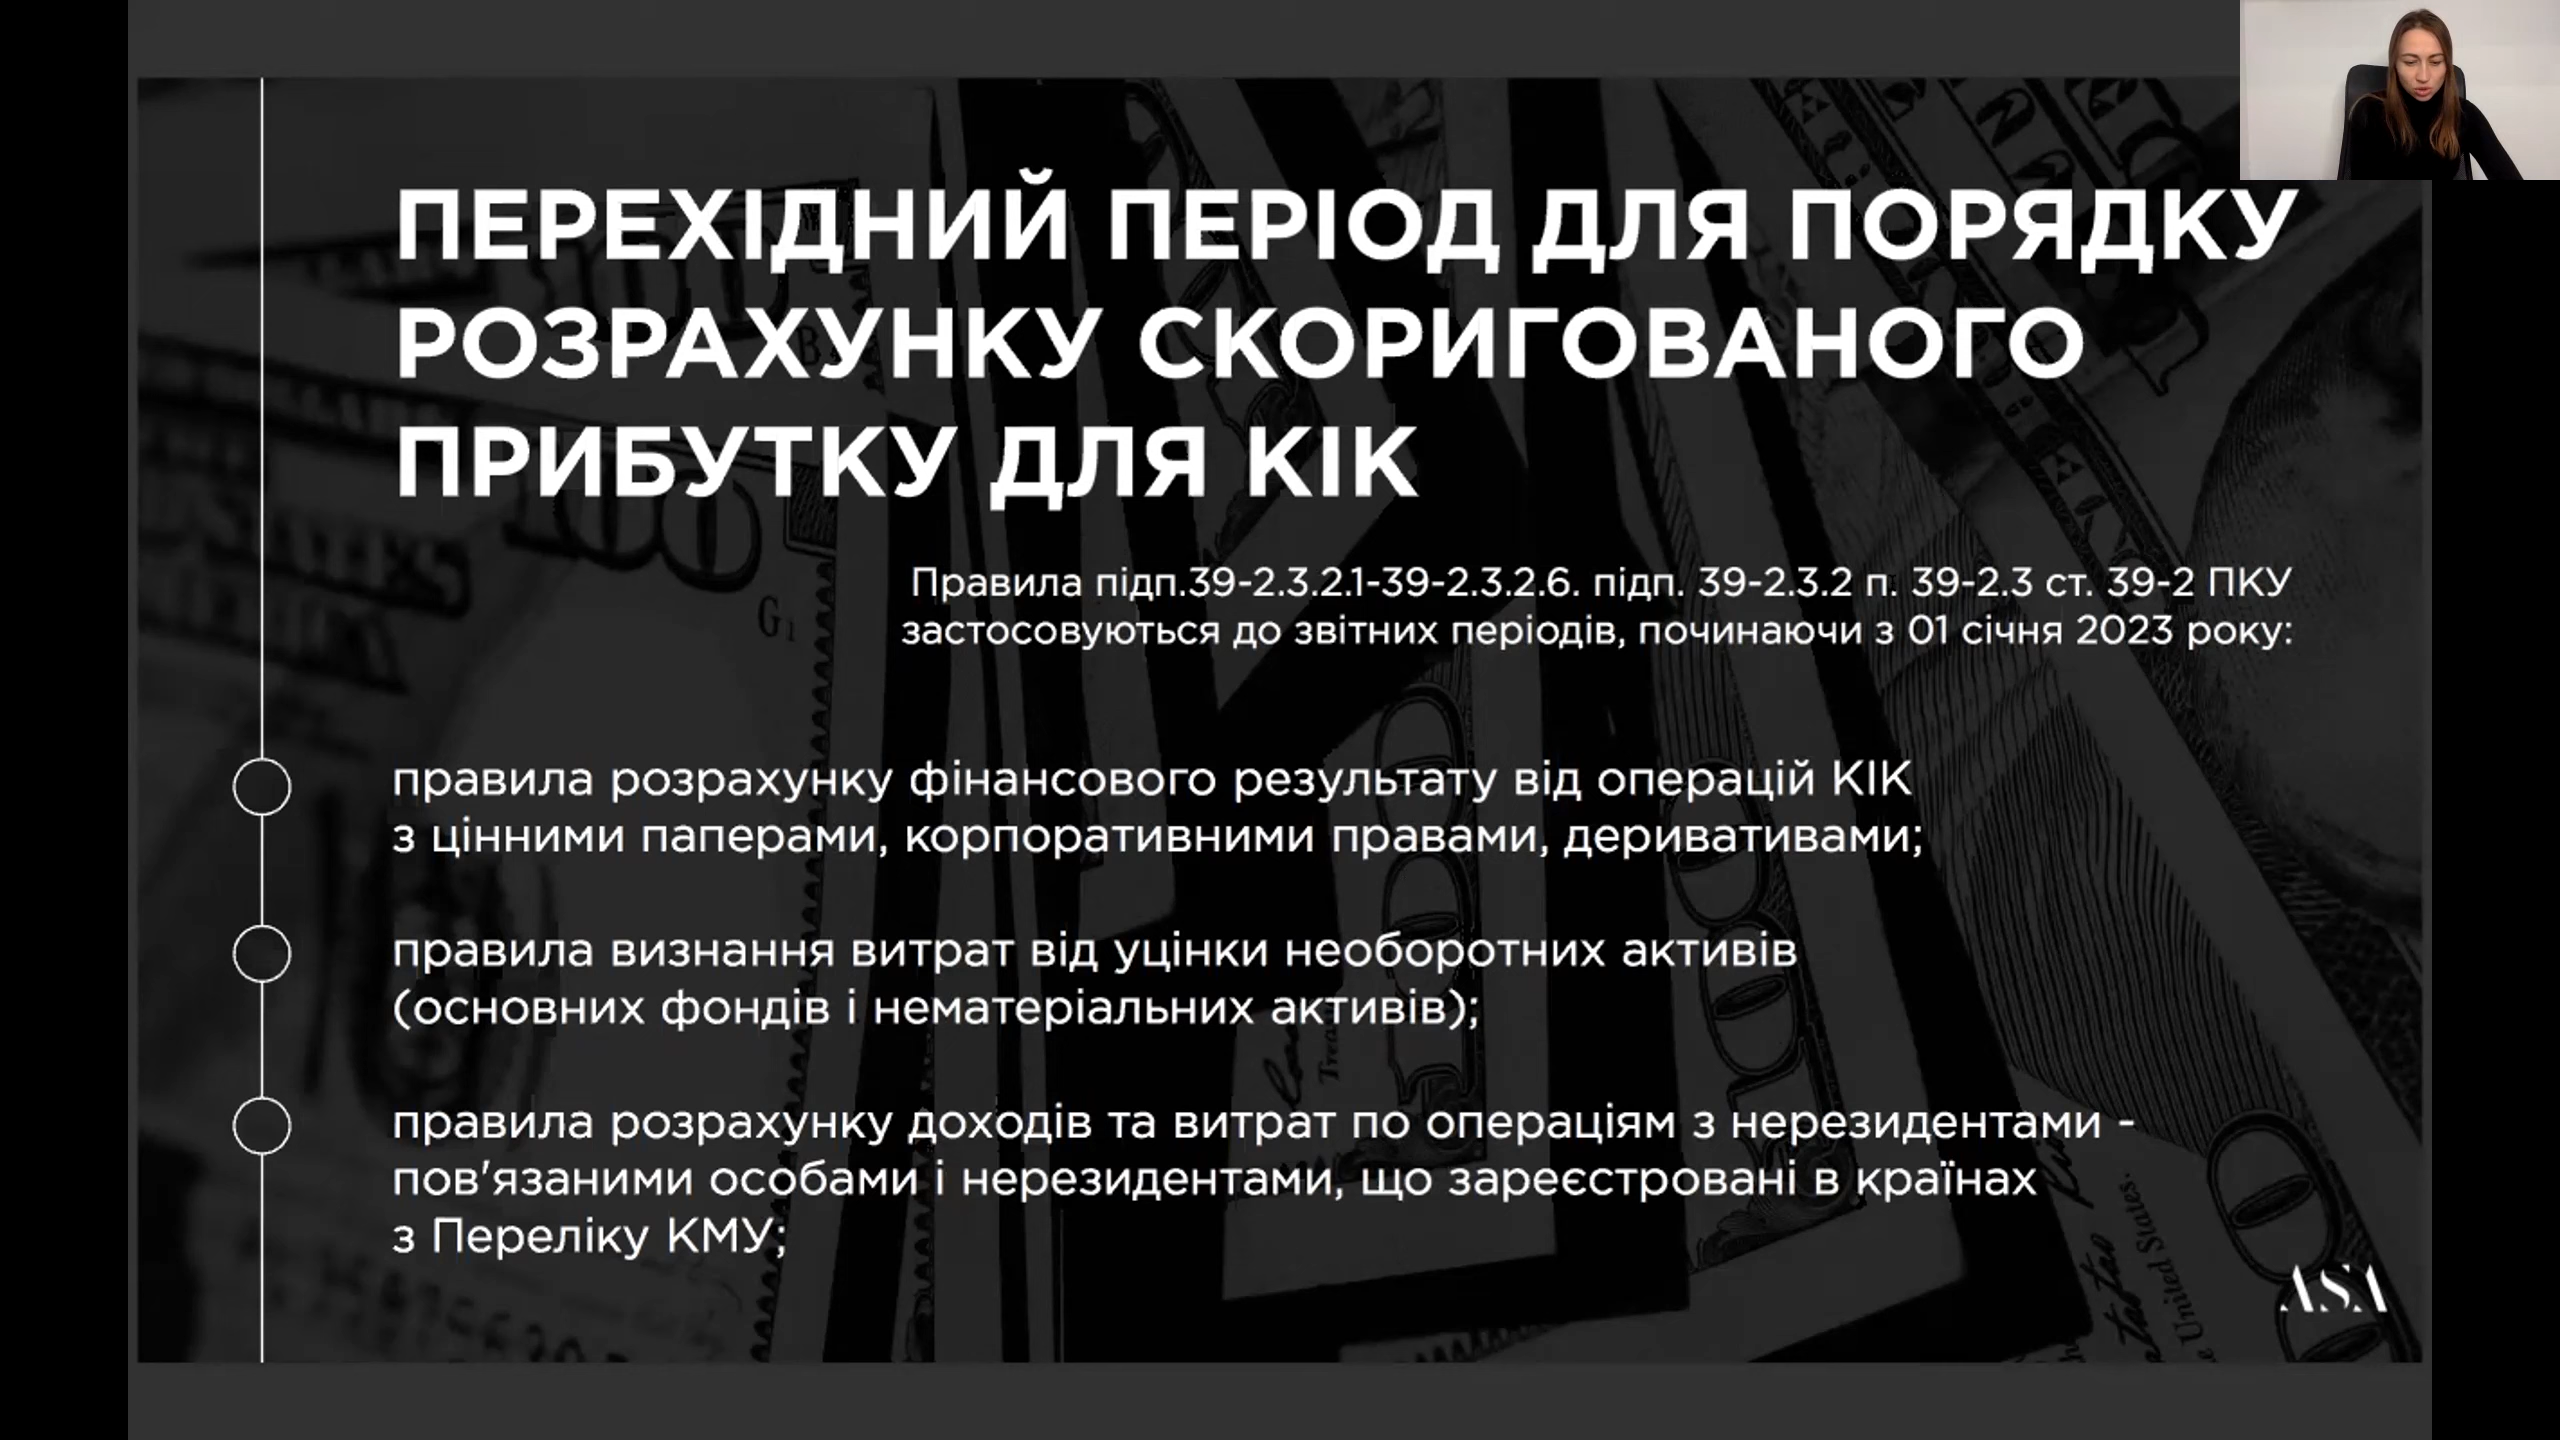 ПЕРЕХІДНИЙ ПЕРІОД ДЛЯ ПОРЯДКУ
РОЗРАХУНКУ СКОРИГОВАНОГО
ПРИБУТКУ ДЛЯ КІК
Правила підп.39-2.3.2.1-39-2.3.2.6. підп. 39-2.3.2 п. 39-2.3 ст. 39-2 ПКУ
застосовуються до звітних періодів, починаючи з 01 січня 2023 року:
правила розрахунку фінансового результату від операцій КІК
з цінними паперами, корпоративними правами, деривативами;
правила визнання витрат від уцінки необоротних активів
(основних фондів і нематеріальних активів);
правила розрахунку доходів та витрат по операціям з нерезидентами -
пов'язаними особами і нерезидентами, що зареєстровані в країнах
з Переліку КМУ;
ASA